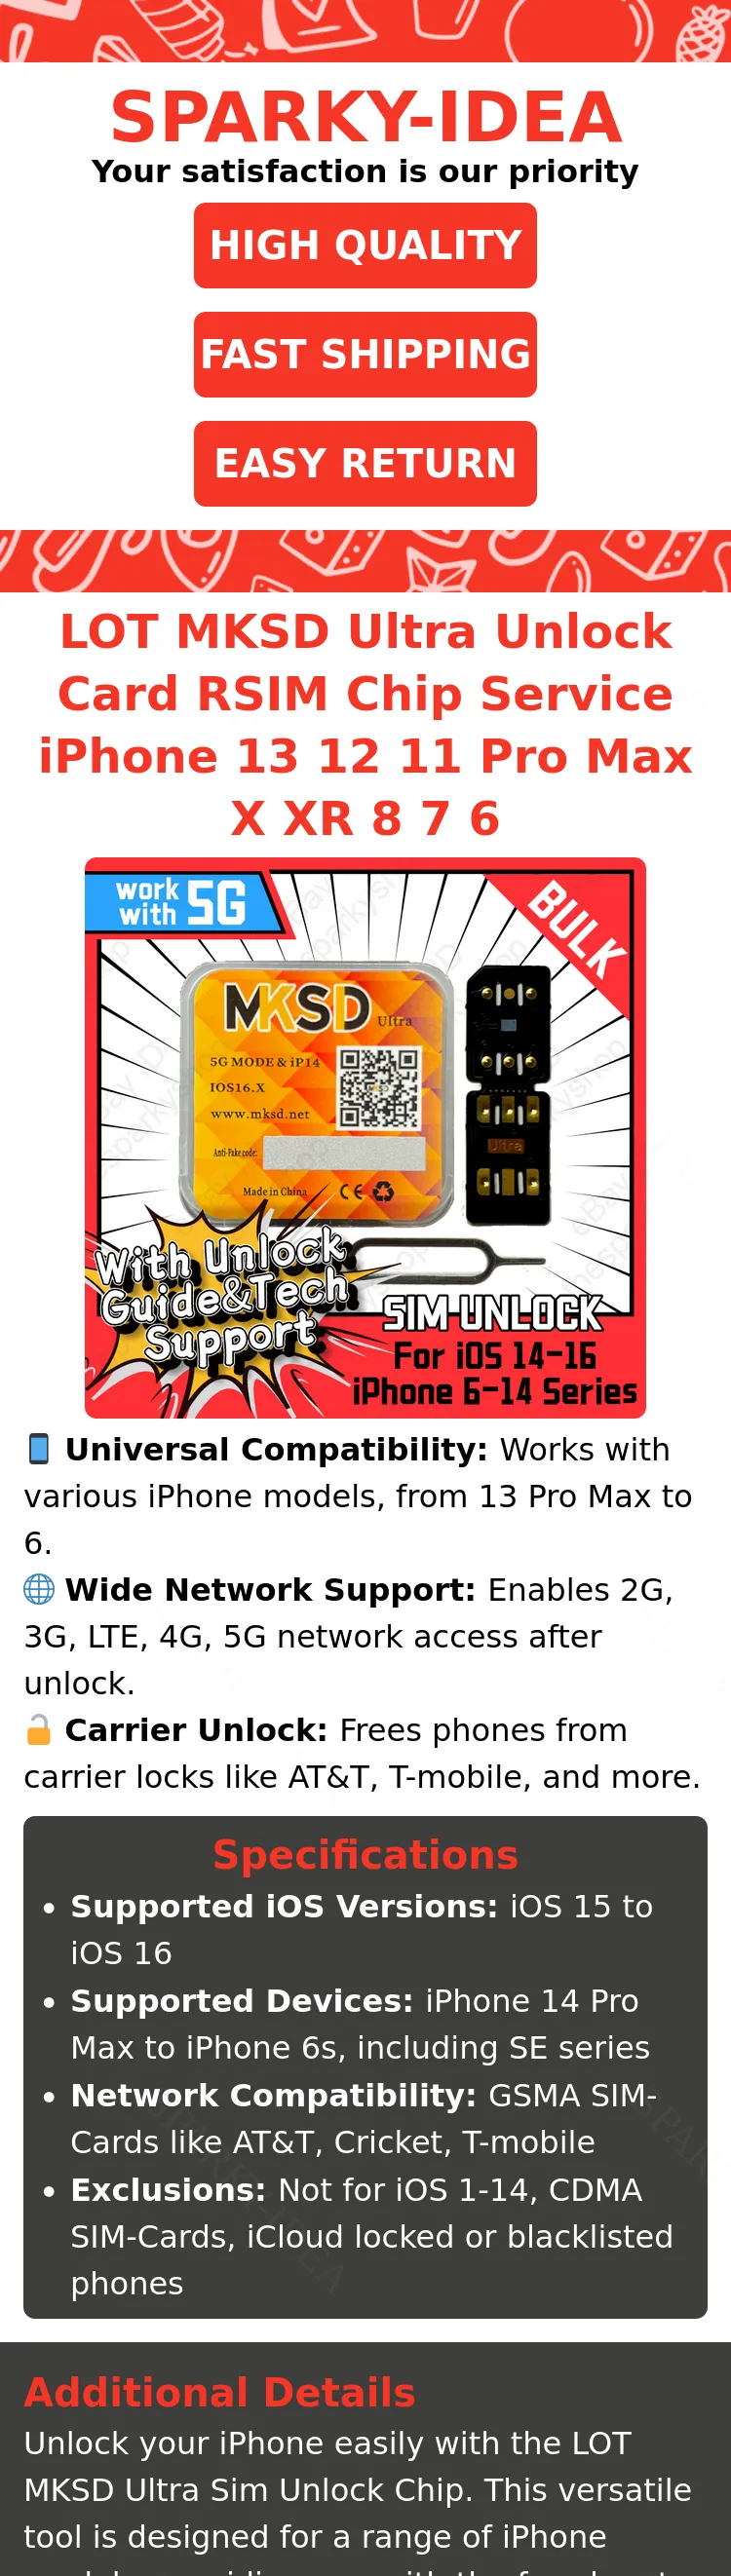 SPARKY-IDEA
Your satisfaction is our priority
HIGH QUALITY
FAST SHIPPING
EASY RETURN
LOT MKSD Ultra Unlock
Card RSIM Chip Service
iPhone 13 12 11 Pro Max
X XR 8 7 6
work
with 5G
BULK
MKSD Ultra
5G MODE & iP14
IOS16.X
www.mksd.net
Anti-Fake code:
Made in China
CE
Ultra
With Unlock
Guide&Tech
Support
SIM UNLOCK
For iOS 14-16
iPhone 6-14 Series
Universal Compatibility: Works with
various iPhone models, from 13 Pro Max to
6.
Wide Network Support: Enables 2G,
3G, LTE, 4G, 5G network access after
unlock.
Carrier Unlock: Frees phones from
carrier locks like AT&T, T-mobile, and more.
Specifications
• Supported iOS Versions: iOS 15 to
iOS 16
• Supported Devices: iPhone 14 Pro
Max to iPhone 6s, including SE series
• Network Compatibility: GSMA SIM-
Cards like AT&T, Cricket, T-mobile
• Exclusions: Not for iOS 1-14, CDMA
SIM-Cards, iCloud locked or blacklisted
phones
Additional Details
Unlock your iPhone easily with the LOT
MKSD Ultra Sim Unlock Chip. This versatile
tool is designed for a range of iPhone